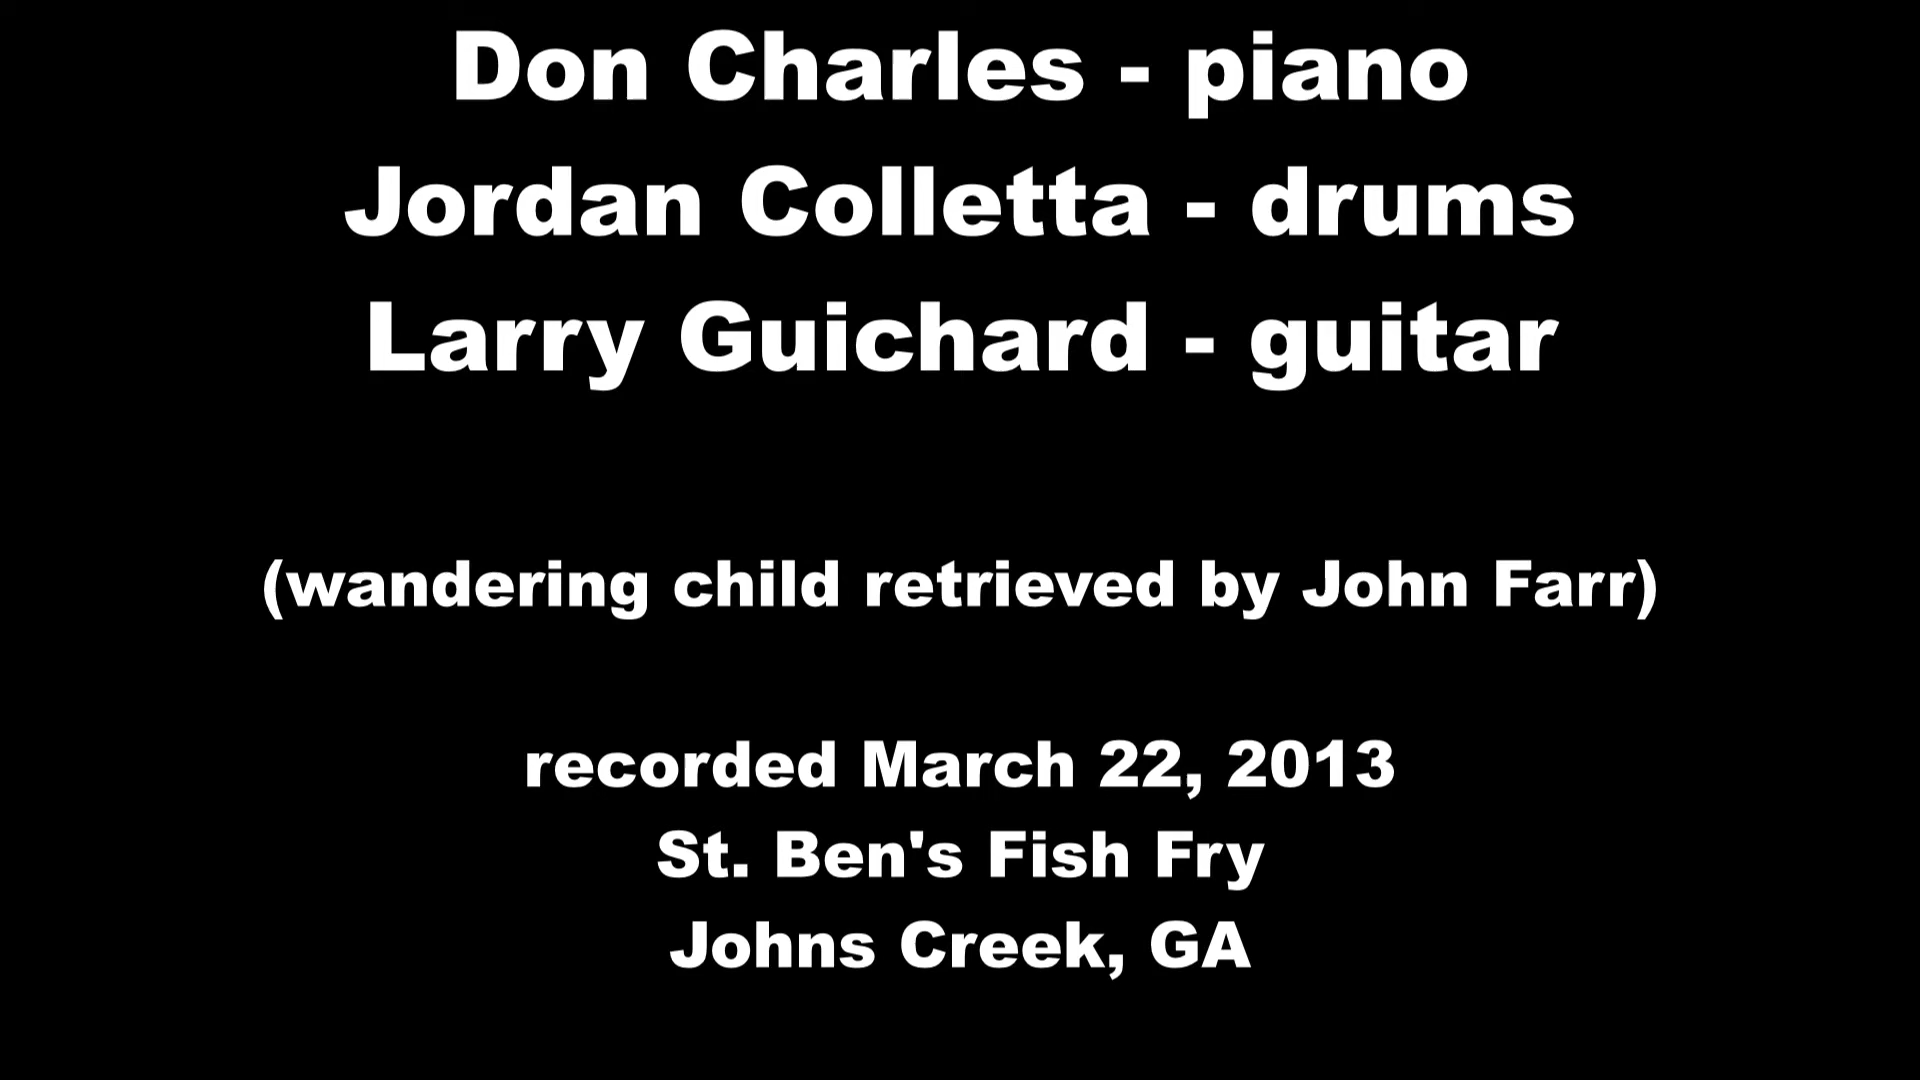 Don Charles - piano
Jordan Colletta - drums
Larry Guichard - guitar
(wandering child retrieved by John Farr)
recorded March 22, 2013
St. Ben's Fish Fry
Johns Creek, GA